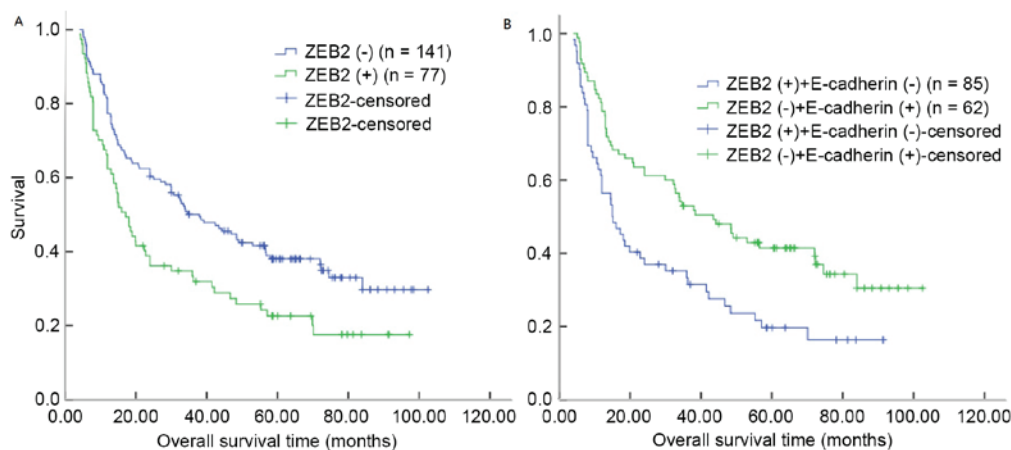 A
1.0
0.8
0.6
0.4
0.2
0.0
Survival
ZEB2 (-) (n = 141)
ZEB2 (+) (n = 77)
ZEB2-censored
ZEB2-censored
0.00 20.00 40.00 60.00 80.00 100.00 120.00
Overall survival time (months)
B
1.0
0.8
0.6
0.4
0.2
0.0
ZEB2 (+)+E-cadherin (-) (n = 85)
ZEB2 (-)+E-cadherin (+) (n = 62)
ZEB2 (+)+E-cadherin (-)-censored
ZEB2 (-)+E-cadherin (+)-censored
0.00 20.00 40.00 60.00 80.00 100.00 120.00
Overall survival time (months)